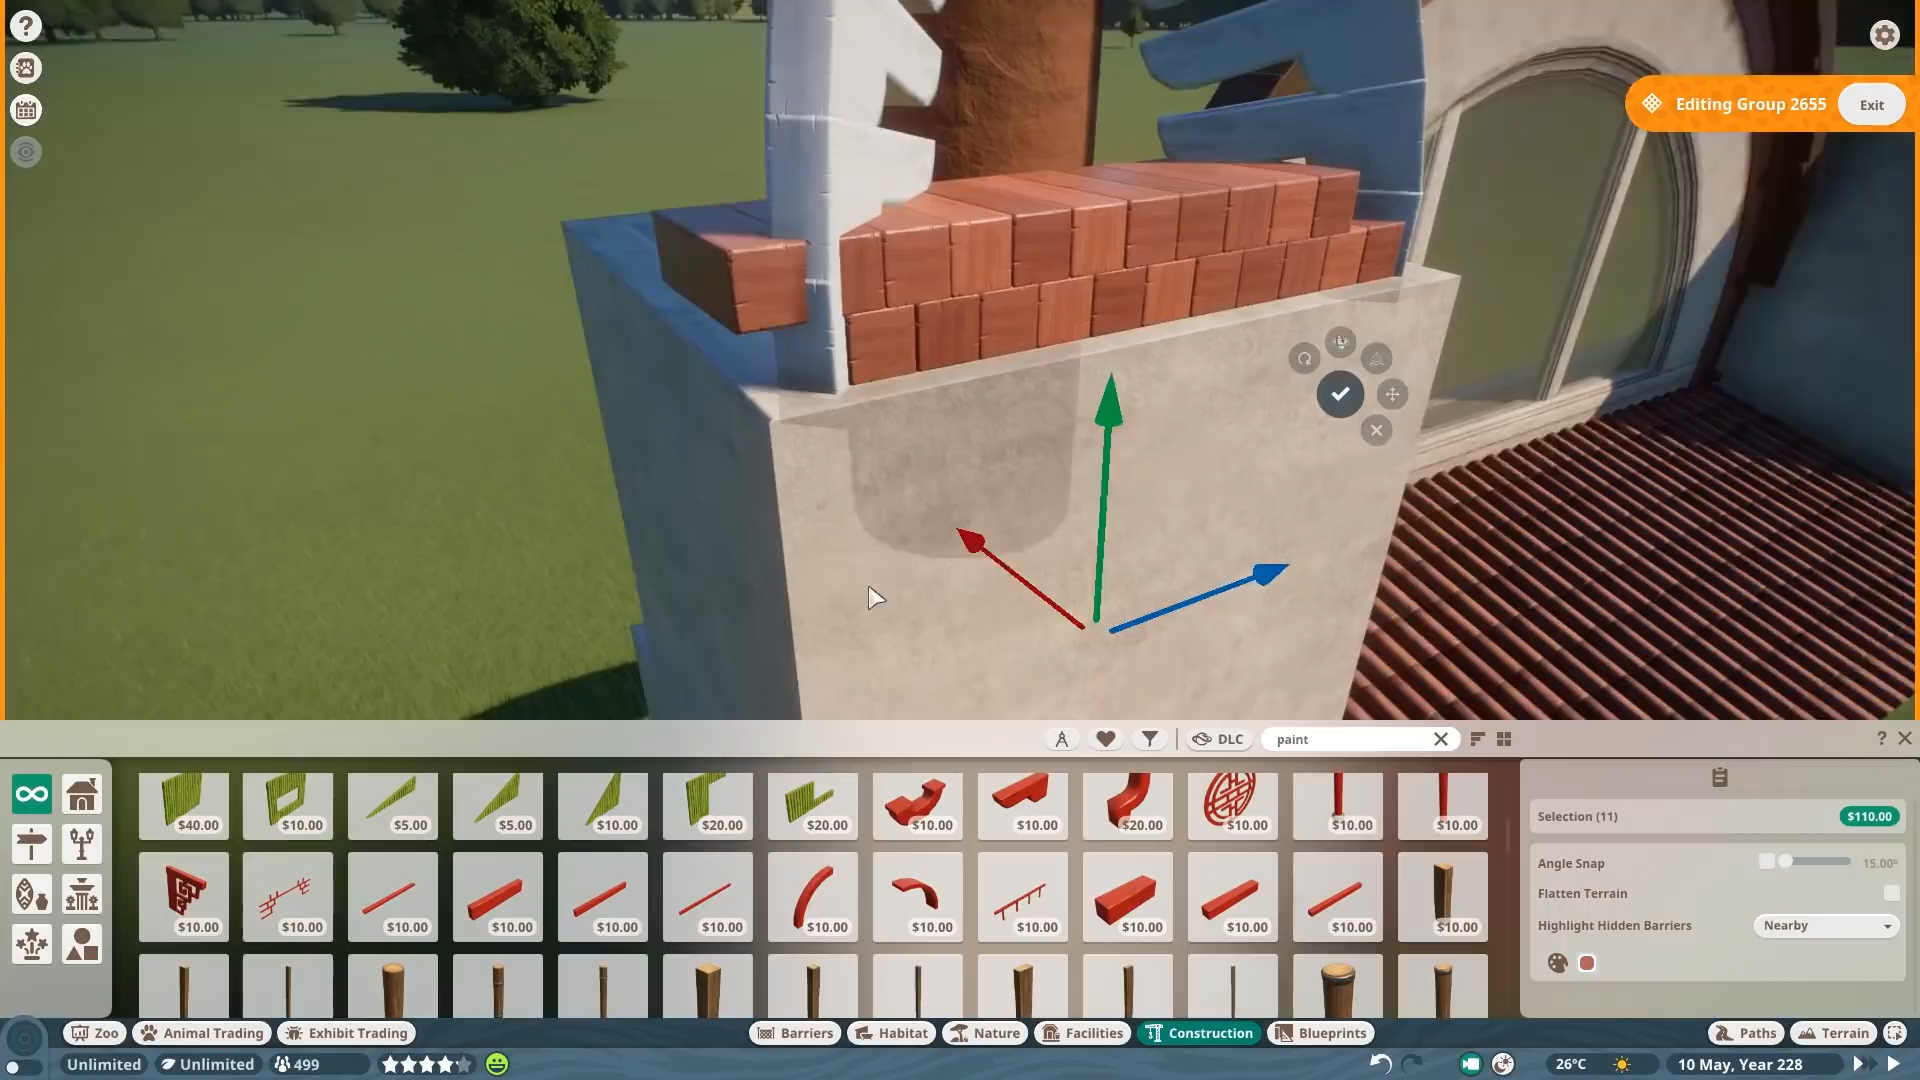 ?
Editing Group 2655 Exit
DLC paint ?
$40.00 $10.00 $5.00 $5.00 $10.00 $20.00 $20.00 $10.00 $10.00 $20.00 $10.00 $10.00 $10.00
$10.00 $10.00 $10.00 $10.00 $10.00 $10.00 $10.00 $10.00 $10.00 $10.00 $10.00 $10.00 $10.00
Selection (11) $110.00
Angle Snap 15.00°
Flatten Terrain
Highlight Hidden Barriers Nearby
Zoo Animal Trading Exhibit Trading Barriers Habitat Nature Facilities Construction Blueprints Paths Terrain
Unlimited Unlimited 499 26°C 10 May, Year 228